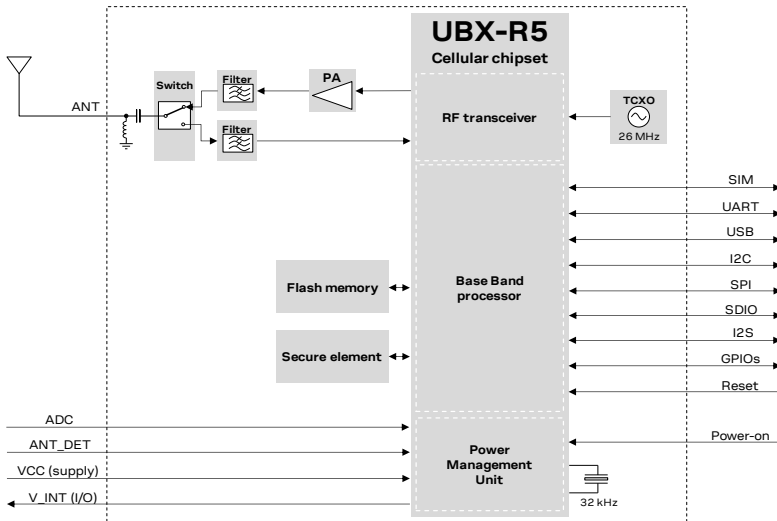 UBX-R5
Cellular chipset
ANT
Switch
Filter
PA
Filter
RF transceiver
TCXO
26 MHz
SIM
UART
USB
I2C
SPI
SDIO
I2S
GPIOs
Reset
Flash memory
Base Band
processor
Secure element
ADC
ANT_DET
VCC (supply)
V_INT (I/O)
Power
Management
Unit
Power-on
32 kHz